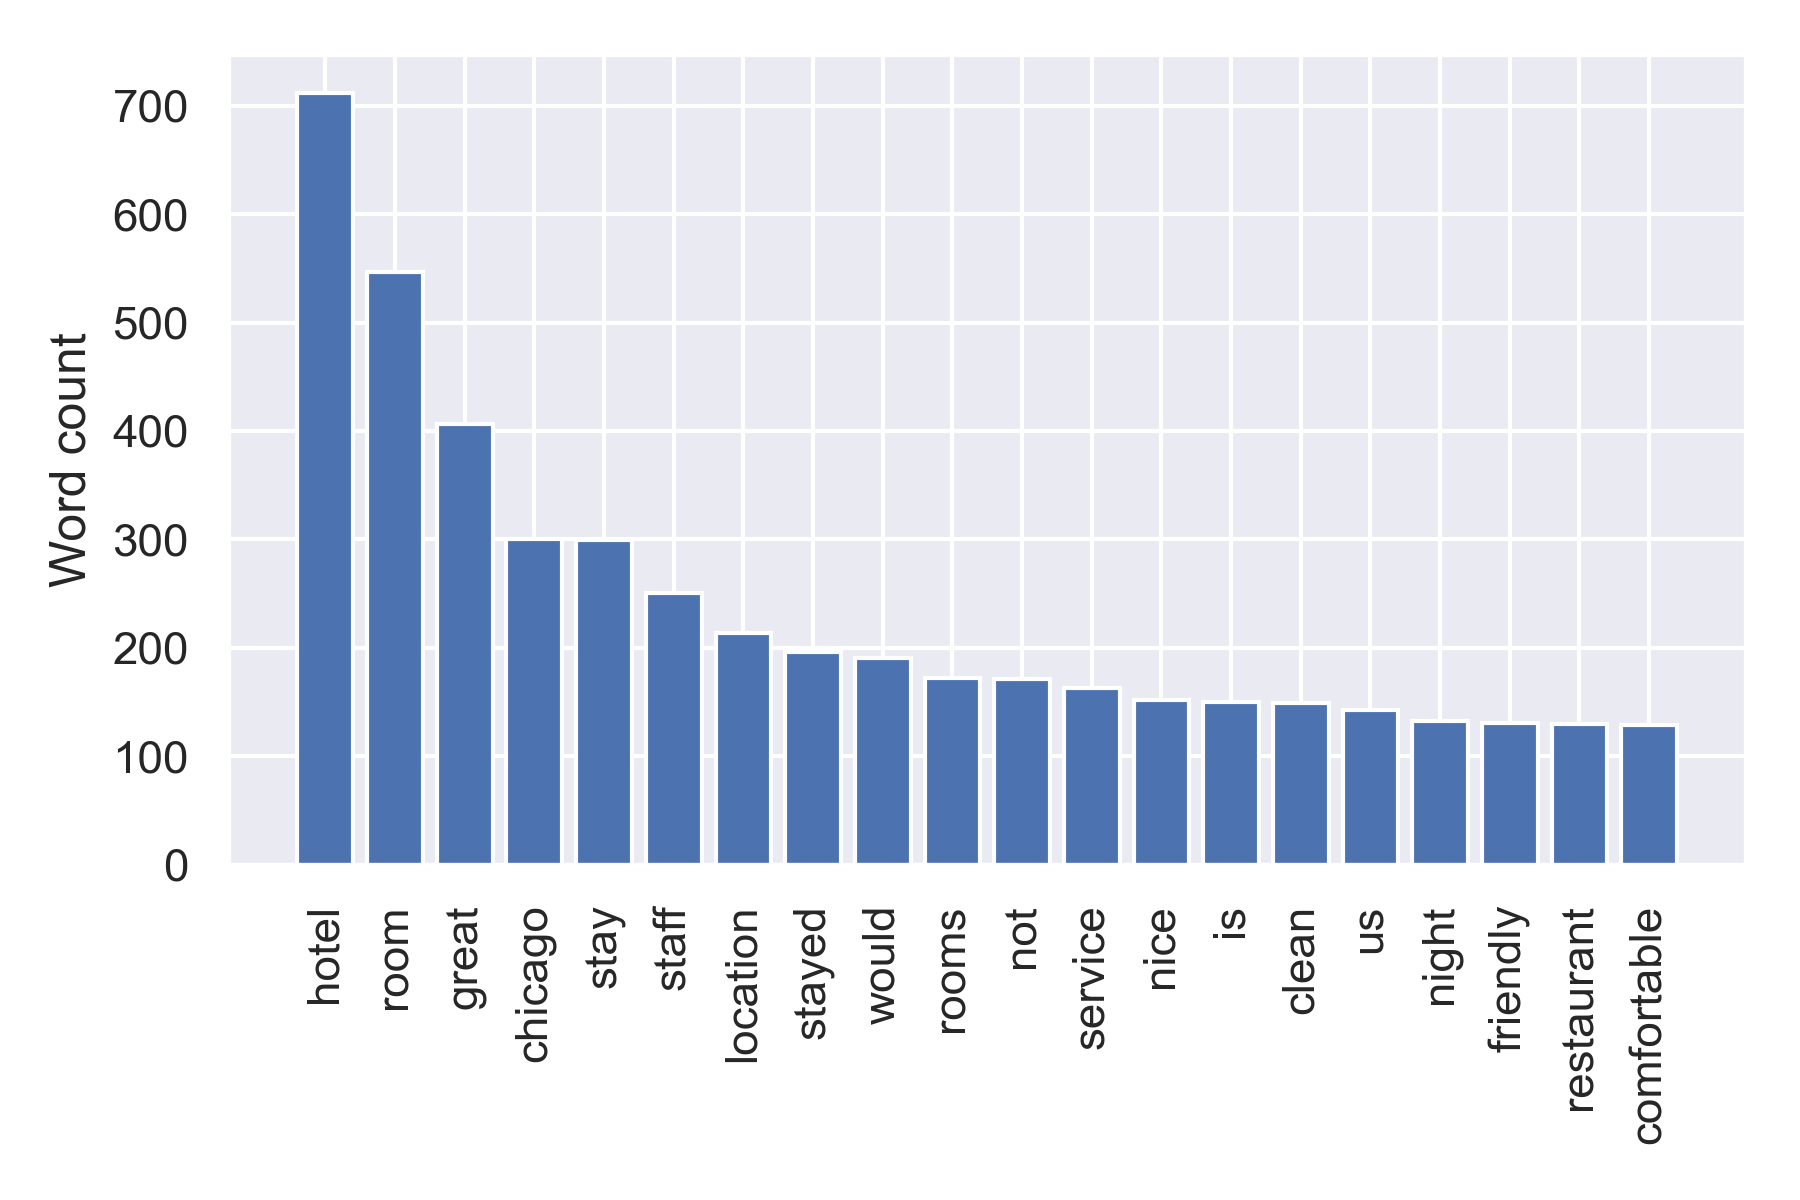 Word count
700
600
500
400
300
200
100
0
hotel
room
great
chicago
stay
staff
location
stayed
would
rooms
not
service
nice
is
clean
us
night
friendly
restaurant
comfortable